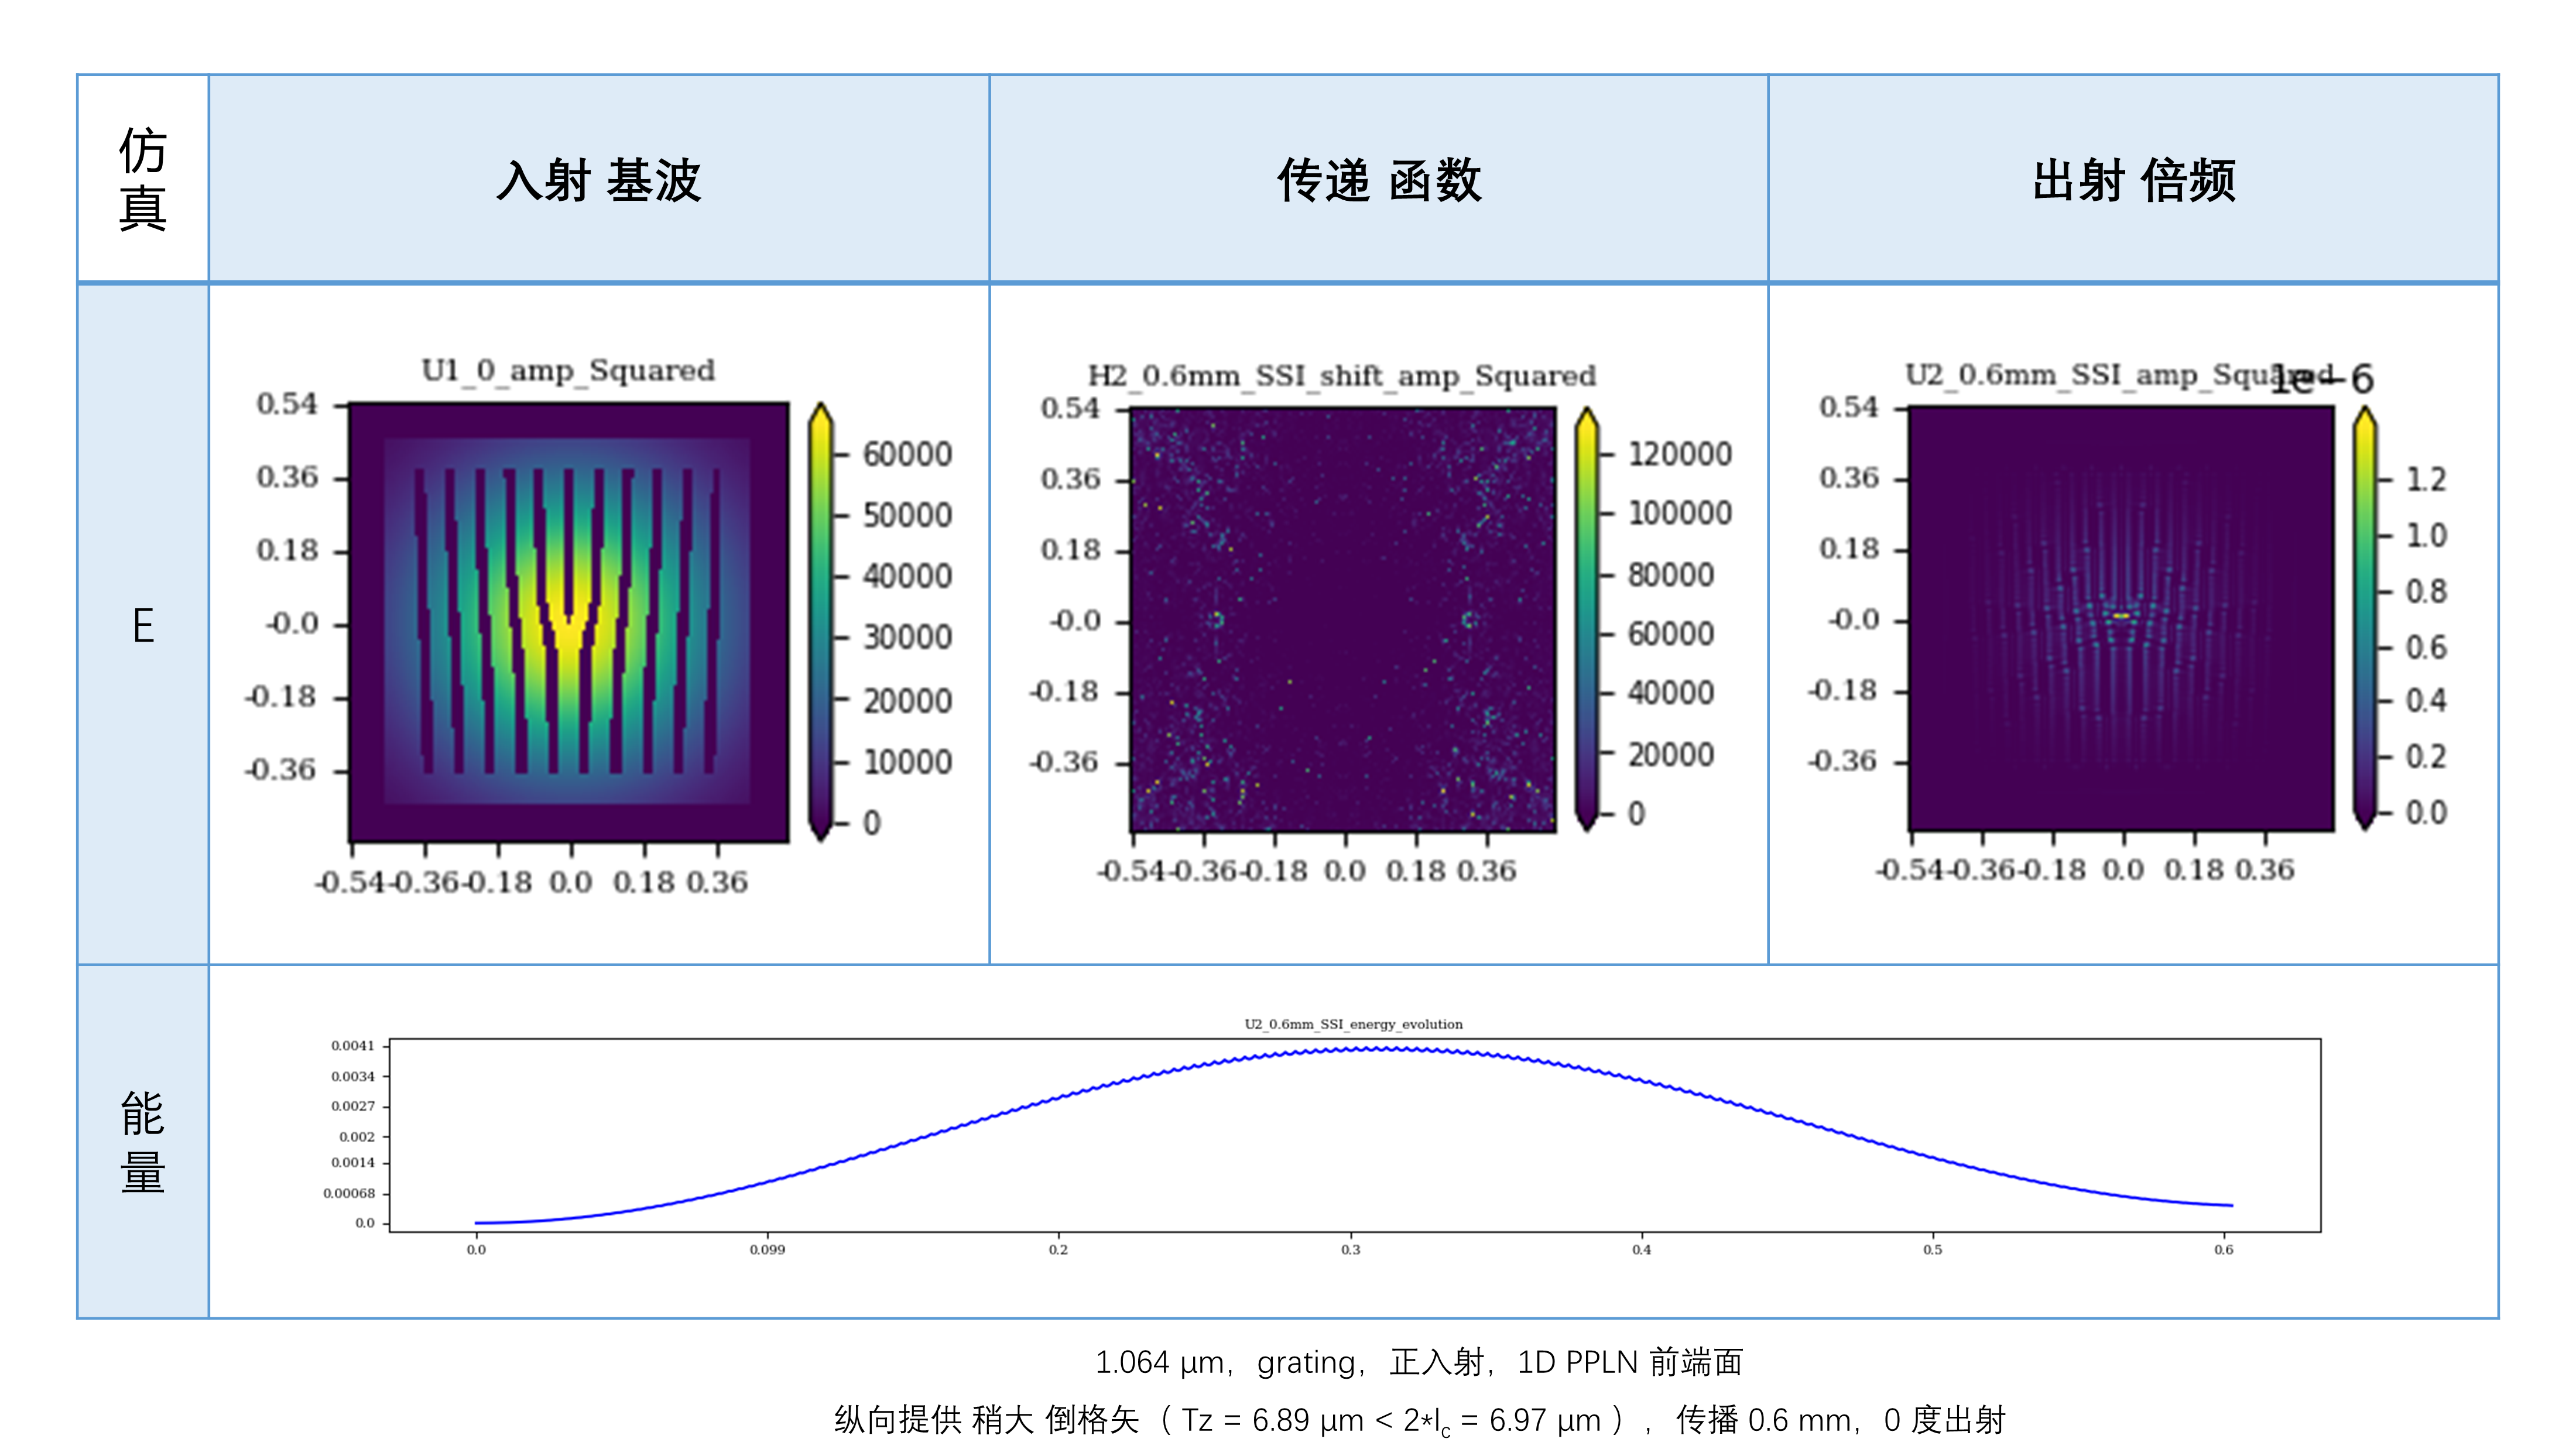 仿真
入射 基波
传递 函数
出射 倍频
E
U1_0_amp_Squared
0.54
0.36
0.18
-0.0
-0.18
-0.36
-0.54 -0.36 -0.18 0.0 0.18 0.36
60000
50000
40000
30000
20000
10000
0
H2_0.6mm_SSI_shift_amp_Squared
0.54
0.36
0.18
-0.0
-0.18
-0.36
-0.54 -0.36 -0.18 0.0 0.18 0.36
120000
100000
80000
60000
40000
20000
0
U2_0.6mm_SSI_amp_Squared
1e−6
0.54
0.36
0.18
-0.0
-0.18
-0.36
-0.54 -0.36 -0.18 0.0 0.18 0.36
1.2
1.0
0.8
0.6
0.4
0.2
0.0
能量
U2_0.6mm_SSI_energy_evolution
0.0041
0.0034
0.0027
0.002
0.0014
0.00068
0.0
0.0 0.099 0.2 0.3 0.4 0.5 0.6
1.064 μm，grating，正入射，1D PPLN 前端面
纵向提供 稍大 倒格矢（ Tz = 6.89 μm < 2*lc = 6.97 μm ），传播 0.6 mm，0 度出射